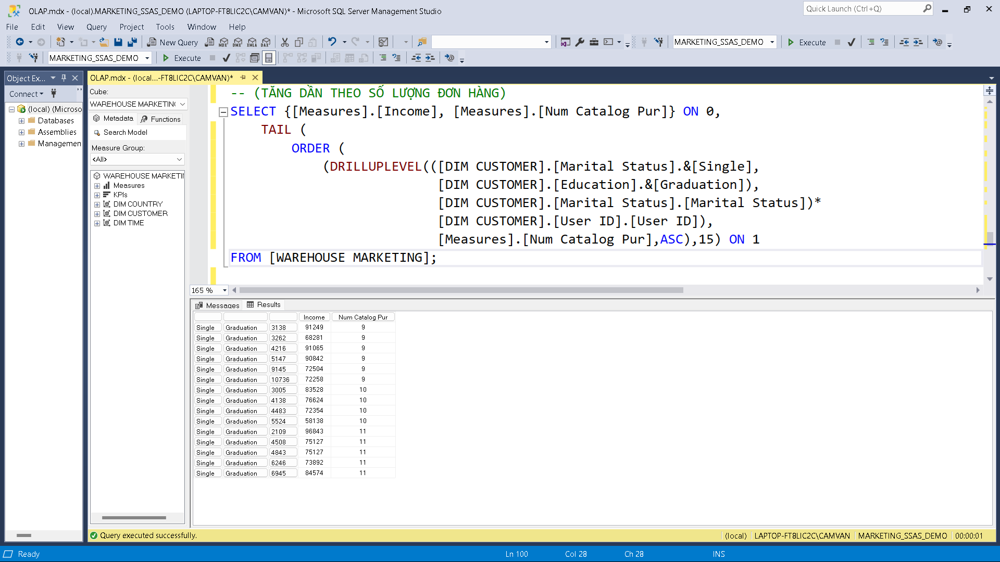 OLAP.mdx - (local).MARKETING_SSAS_DEMO (LAPTOP-FT8LIC2C\CAMVAN)* - Microsoft SQL Server Management Studio
Quick Launch (Ctrl+Q)
File Edit View Query Project Tools Window Help
New Query
MARKETING_SSAS_DEMO
Execute
MARKETING_SSAS_DEMO
Execute
Object Ex...
Connect
(local) (Microso
Databases
Assemblies
Managemen
OLAP.mdx - (local...-FT8LIC2C\CAMVAN)*
Cube:
WAREHOUSE MARKETIN
Metadata Functions
Search Model
Measure Group:
<All>
WAREHOUSE MARKETI
Measures
KPIs
DIM COUNTRY
DIM CUSTOMER
DIM TIME
-- (TĂNG DẦN THEO SỐ LƯỢNG ĐƠN HÀNG)
SELECT {[Measures].[Income], [Measures].[Num Catalog Pur]} ON 0,
TAIL (
ORDER (
(DRILLUPLEVEL(([DIM CUSTOMER].[Marital Status].&[Single],
[DIM CUSTOMER].[Education].&[Graduation]),
[DIM CUSTOMER].[Marital Status].[Marital Status])*
[DIM CUSTOMER].[User ID].[User ID]),
[Measures].[Num Catalog Pur],ASC),15) ON 1
FROM [WAREHOUSE MARKETING];
165 %
Messages Results
Income Num Catalog Pur
Single Graduation 3138 91249 9
Single Graduation 3262 68281 9
Single Graduation 4216 91065 9
Single Graduation 5147 90842 9
Single Graduation 9145 72504 9
Single Graduation 10736 72258 9
Single Graduation 3005 83528 10
Single Graduation 4138 76624 10
Single Graduation 4483 72354 10
Single Graduation 5524 58138 10
Single Graduation 2109 96843 11
Single Graduation 4508 75127 11
Single Graduation 4843 75127 11
Single Graduation 6246 73892 11
Single Graduation 6945 84574 11
Query executed successfully.
(local) LAPTOP-FT8LIC2C\CAMVAN MARKETING_SSAS_DEMO 00:00:01
Ready Ln 100 Col 28 Ch 28 INS